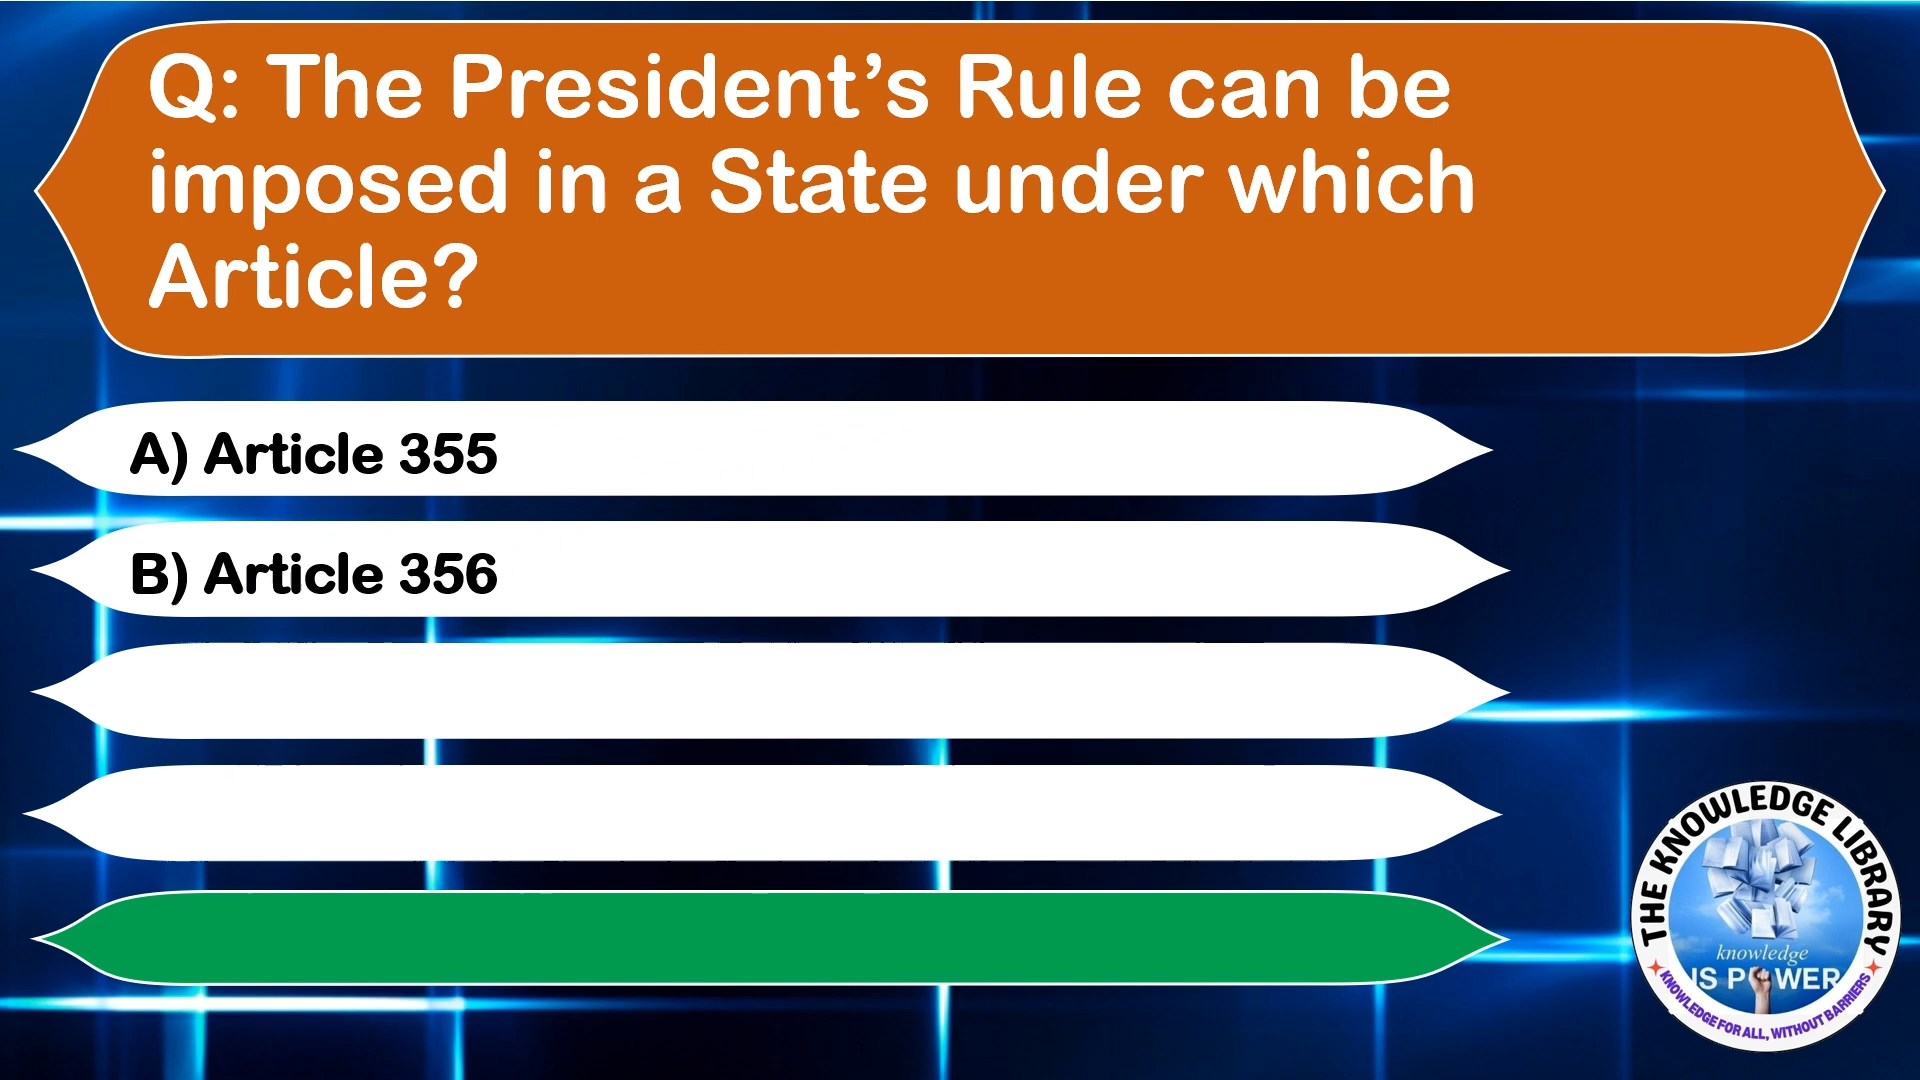 Q: The President’s Rule can be
imposed in a State under which
Article?
A) Article 355
B) Article 356
THE KNOWLEDGE LIBRARY
knowledge
IS POWER
KNOWLEDGE FOR ALL, WITHOUT BARRIERS